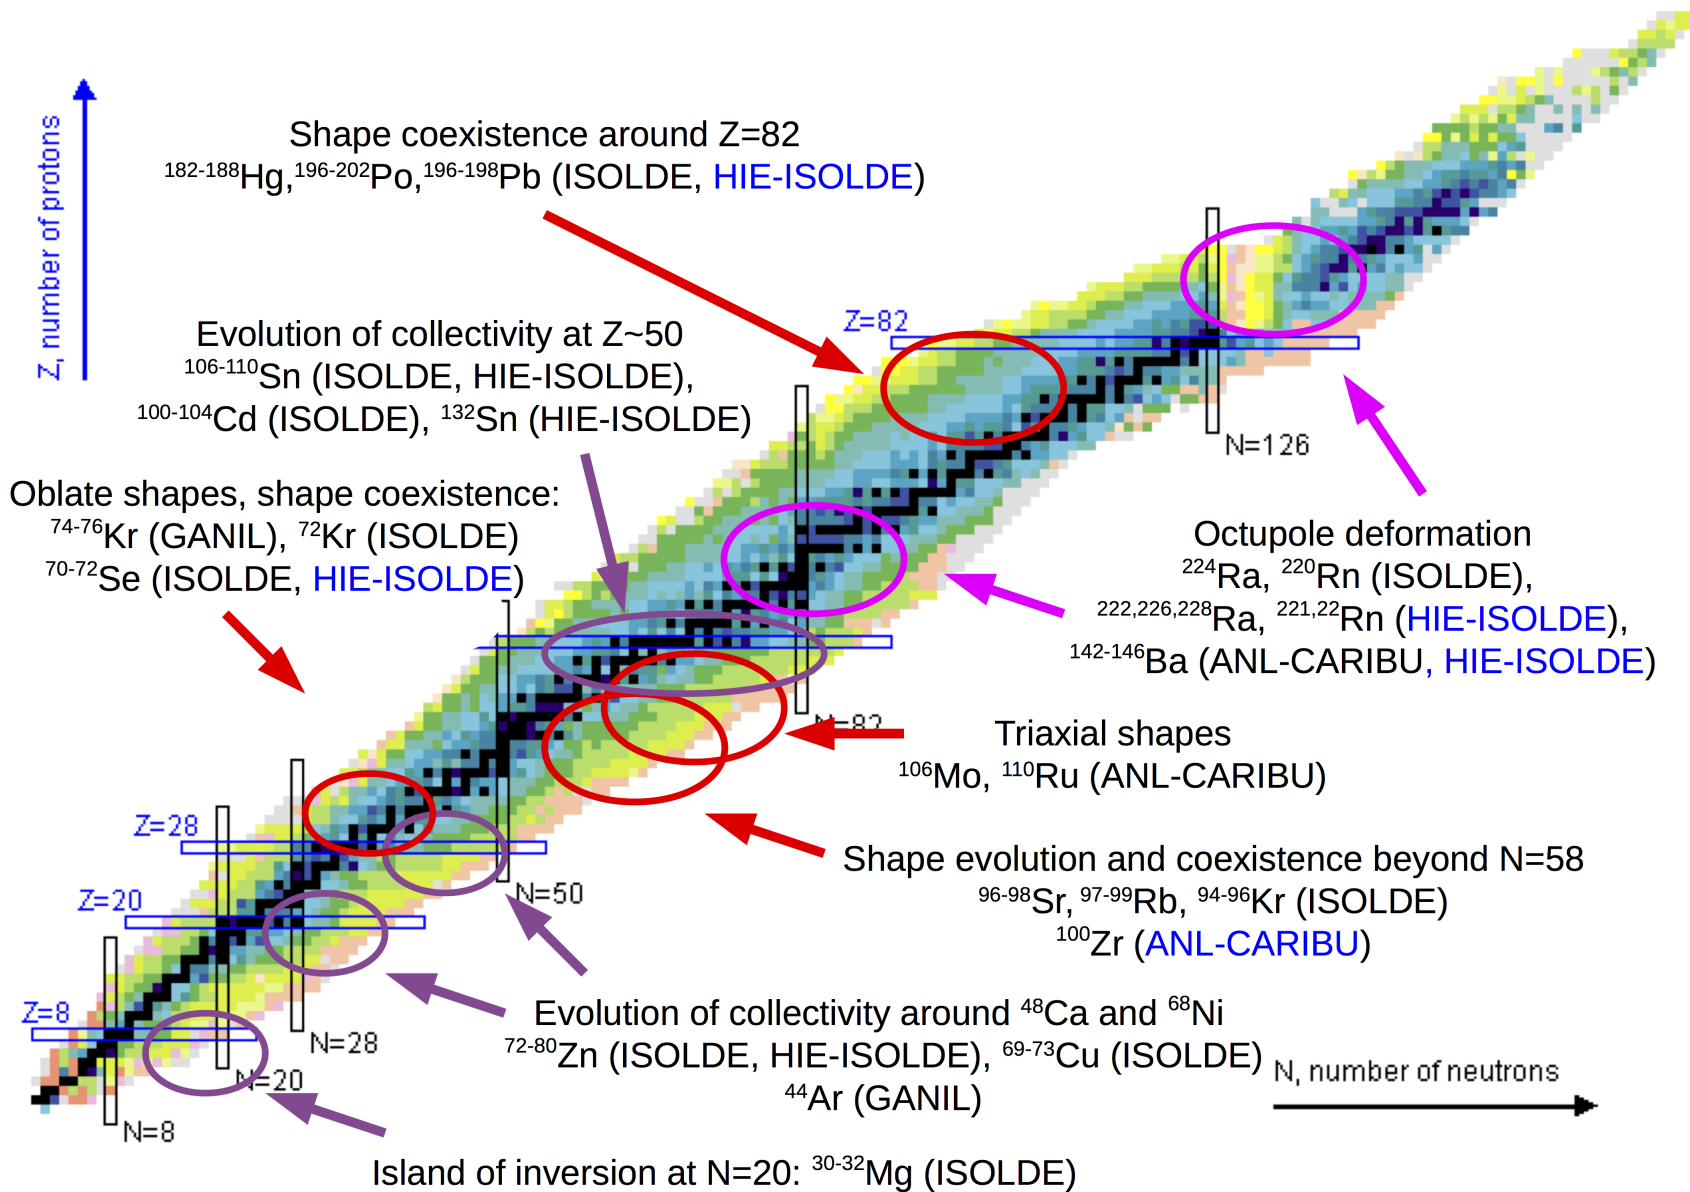 Z, number of protons
Shape coexistence around Z=82
182-188Hg,196-202Po,196-198Pb (ISOLDE, HIE-ISOLDE)
Evolution of collectivity at Z~50
106-110Sn (ISOLDE, HIE-ISOLDE),
100-104Cd (ISOLDE), 132Sn (HIE-ISOLDE)
Z=82
N=126
Oblate shapes, shape coexistence:
74-76Kr (GANIL), 72Kr (ISOLDE)
70-72Se (ISOLDE, HIE-ISOLDE)
Octupole deformation
224Ra, 220Rn (ISOLDE),
222,226,228Ra, 221,22Rn (HIE-ISOLDE),
142-146Ba (ANL-CARIBU, HIE-ISOLDE)
N=82
Triaxial shapes
106Mo, 110Ru (ANL-CARIBU)
Z=28
Shape evolution and coexistence beyond N=58
96-98Sr, 97-99Rb, 94-96Kr (ISOLDE)
100Zr (ANL-CARIBU)
N=50
Z=20
Z=8
Evolution of collectivity around 48Ca and 68Ni
72-80Zn (ISOLDE, HIE-ISOLDE), 69-73Cu (ISOLDE)
44Ar (GANIL)
N=28
N=20
N=8
N, number of neutrons
Island of inversion at N=20: 30-32Mg (ISOLDE)